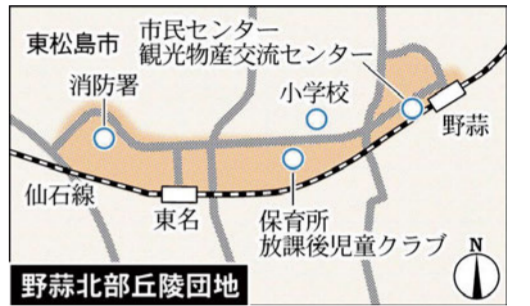 東松島市
市民センター
観光物産交流センター
消防署
小学校
野蒜
仙石線
東名
保育所
放課後児童クラブ
野蒜北部丘陵団地
N